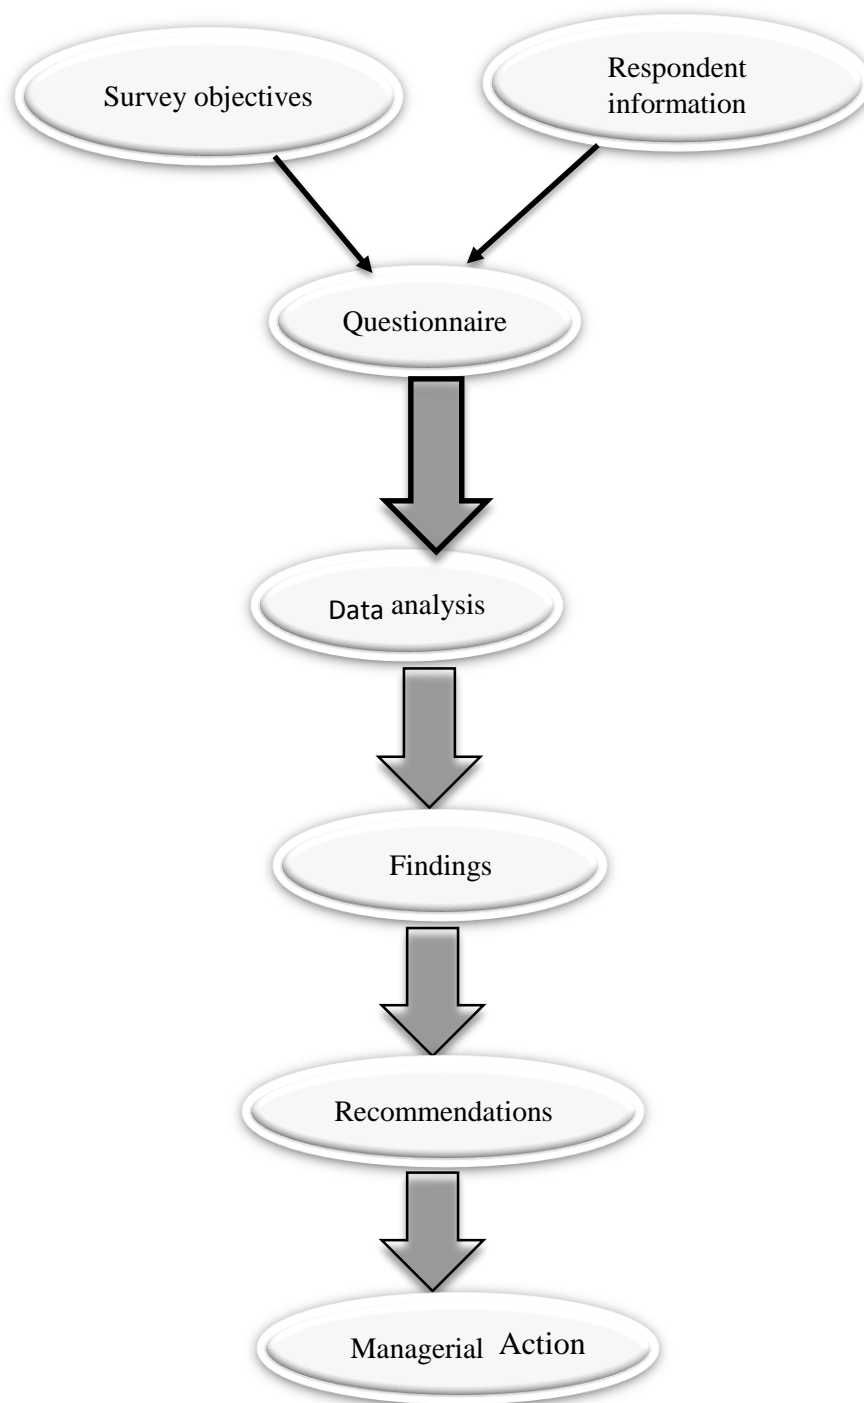 Survey objectives
Respondent
information
Questionnaire
Data analysis
Findings
Recommendations
Managerial Action